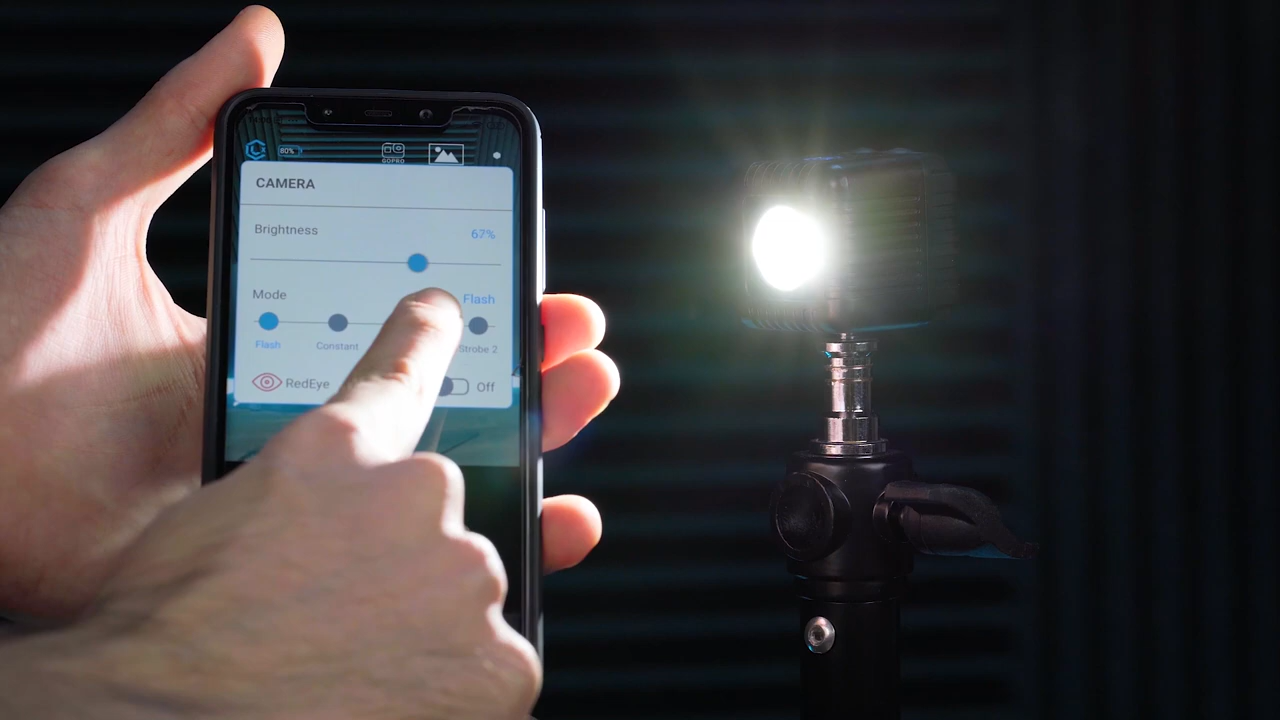 80%
GOPRO
CAMERA
Brightness 67%
Mode Flash
Flash Constant Strobe 2
RedEye Off